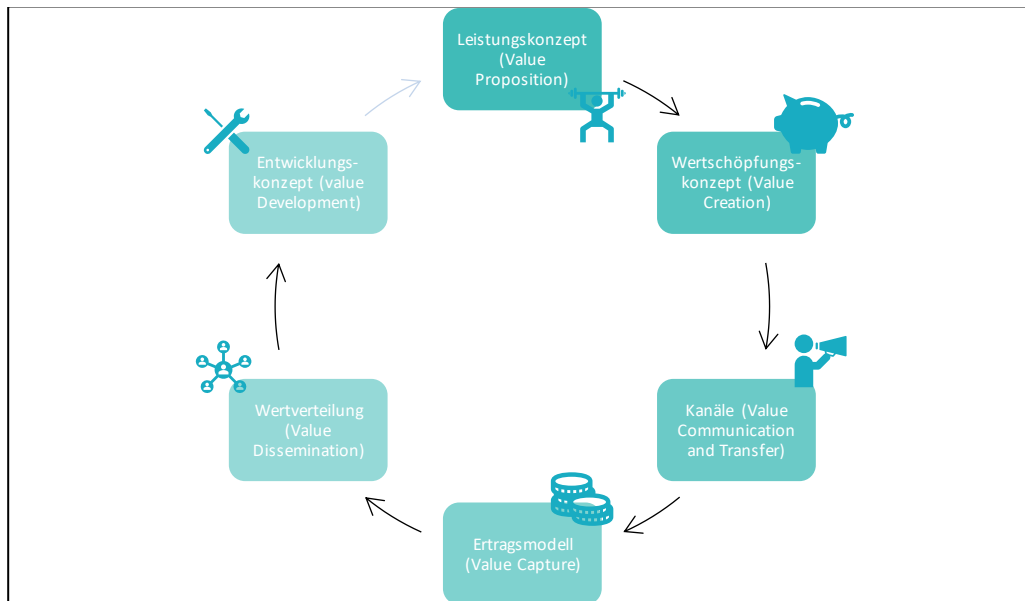 Leistungskonzept
(Value
Proposition)
Wertschöpfungs-
konzept (Value
Creation)
Kanäle (Value
Communication
and Transfer)
Ertragsmodell
(Value Capture)
Wertverteilung
(Value
Dissemination)
Entwicklungs-
konzept (value
Development)